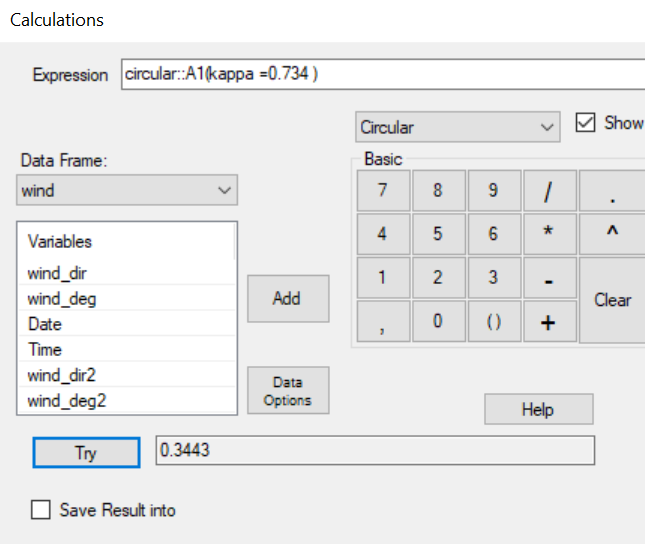 Calculations
Expression circular::A1(kappa =0.734 )
Circular Show
Data Frame:
wind
Basic
7 8 9 / .
4 5 6 * ^
1 2 3 - Clear
, 0 () +
Variables
wind_dir
wind_deg
Date
Time
wind_dir2
wind_deg2
Add
Data
Options
Help
Try 0.3443
Save Result into